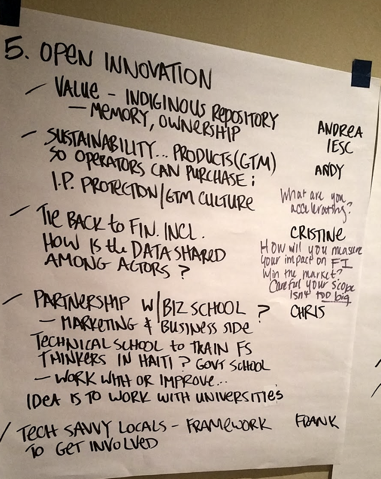 5. OPEN INNOVATION
- VALUE - INDIGINOUS REPOSITORY
- MEMORY, OWNERSHIP
ANDREA
IESC
- SUSTAINABILITY... PRODUCTS (GTM)
SO OPERATORS CAN PURCHASE;
I.P. PROTECTION/GTM CULTURE
ANDY
What are you
accelerating?
- TIE BACK to FIN. INCL.
HOW IS the DATA SHARED
AMONG ACTORS?
CRISTINE
How will you measure
your impact on FI
w/in the market?
Careful your scope
isn't too big
- PARTNERSHIP W/BIZ SCHOOL?
- MARKETING & BUSINESS SIDE
CHRIS
TECHNICAL SCHOOL to TRAIN FS
THINKERS IN HAITI? GOVT SCHOOL
- WORK WITH OR IMPROVE...
IDEA IS TO WORK WITH UNIVERSITIES
/ TECH SAVVY LOCALS - FRAMEWORK
TO GET INVOLVED
FRANK